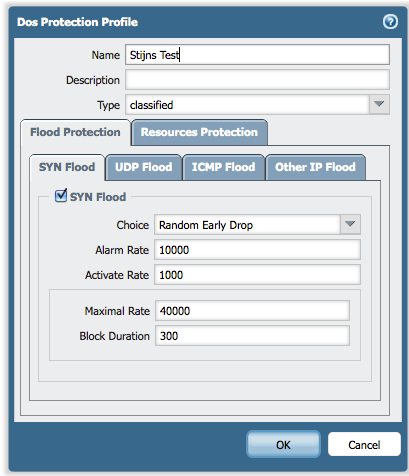 Dos Protection Profile
Name Stijns Test
Description
Type classified
Flood Protection Resources Protection
SYN Flood UDP Flood ICMP Flood Other IP Flood
SYN Flood
Choice Random Early Drop
Alarm Rate 10000
Activate Rate 1000
Maximal Rate 40000
Block Duration 300
OK Cancel